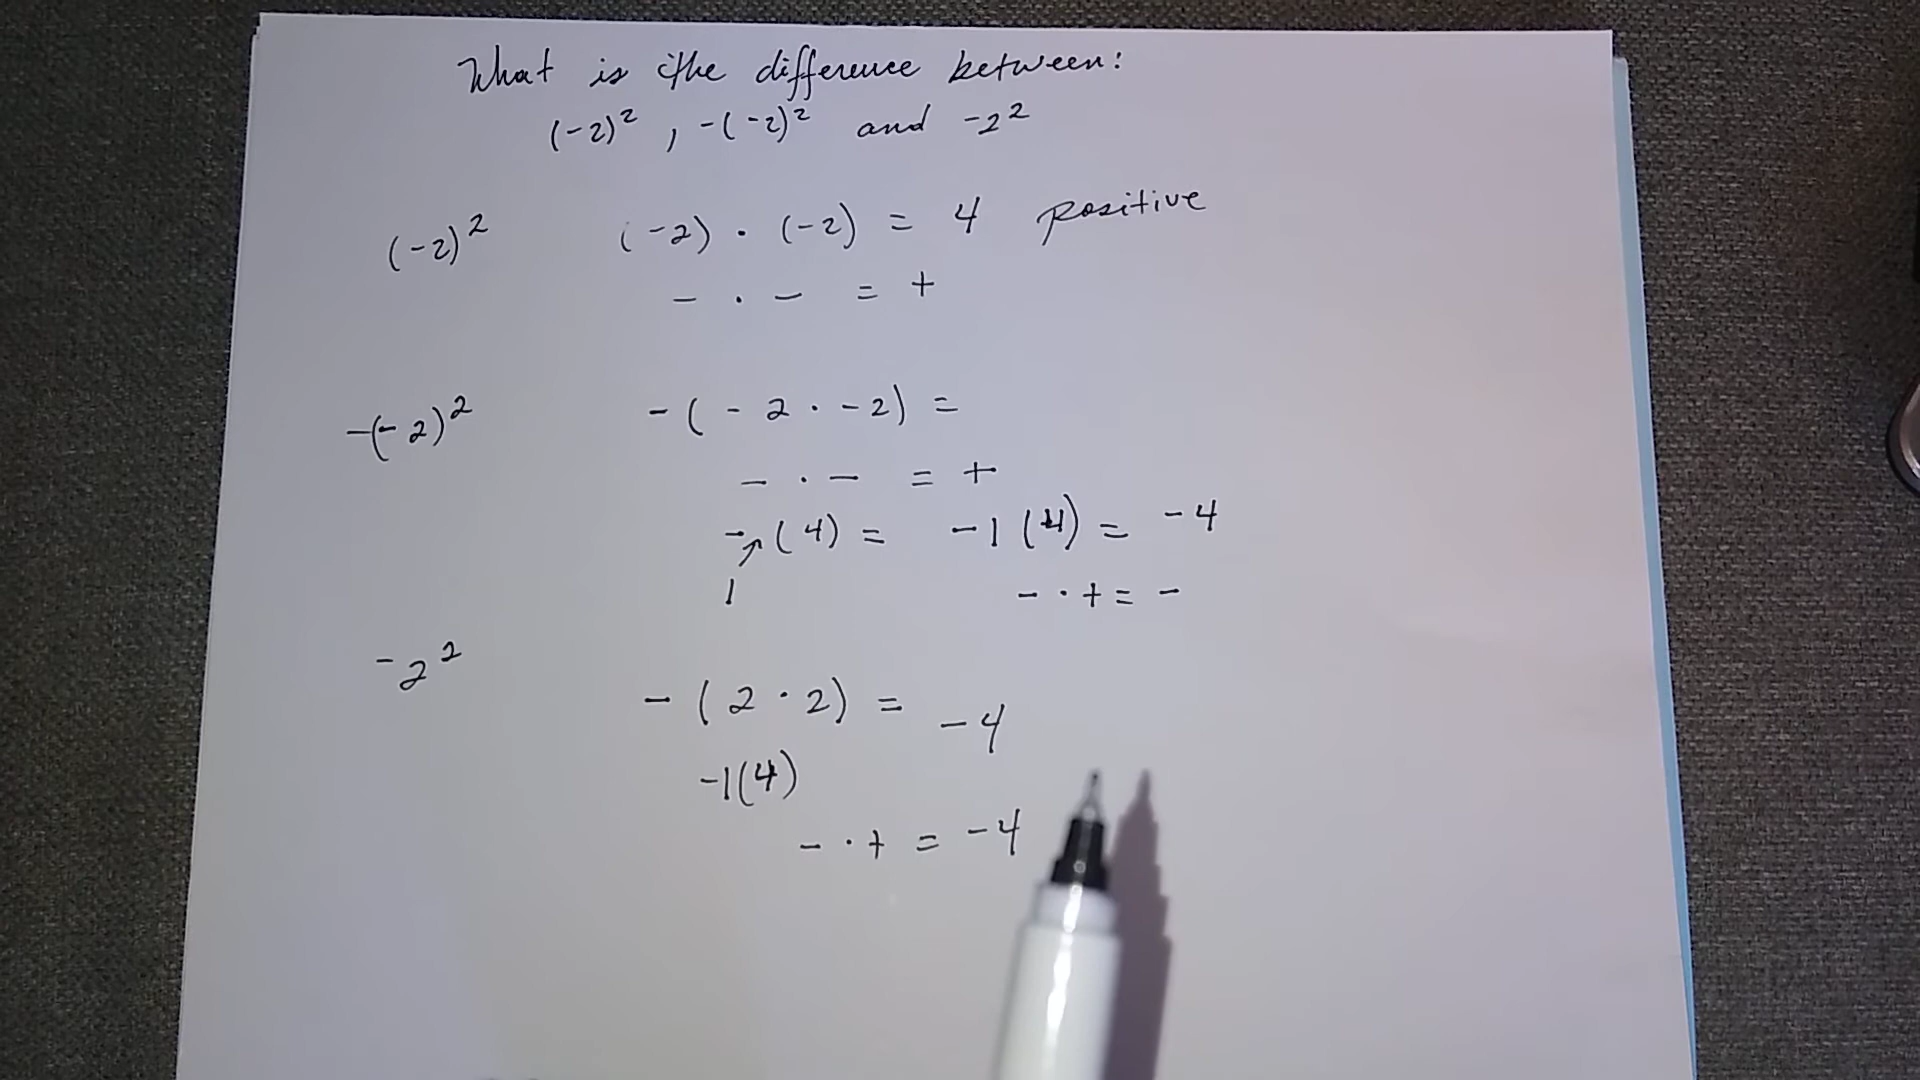 What is the difference between:
(-2)² , -(-2)² and -2²
(-2)² (-2) · (-2) = 4 positive
- · - = +
-(-2)² -(-2 · -2) =
- · - = +
-(4) = -1(4) = -4
1 - · + = -
-2²
-(2 · 2) = -4
-1(4)
- · + = -4